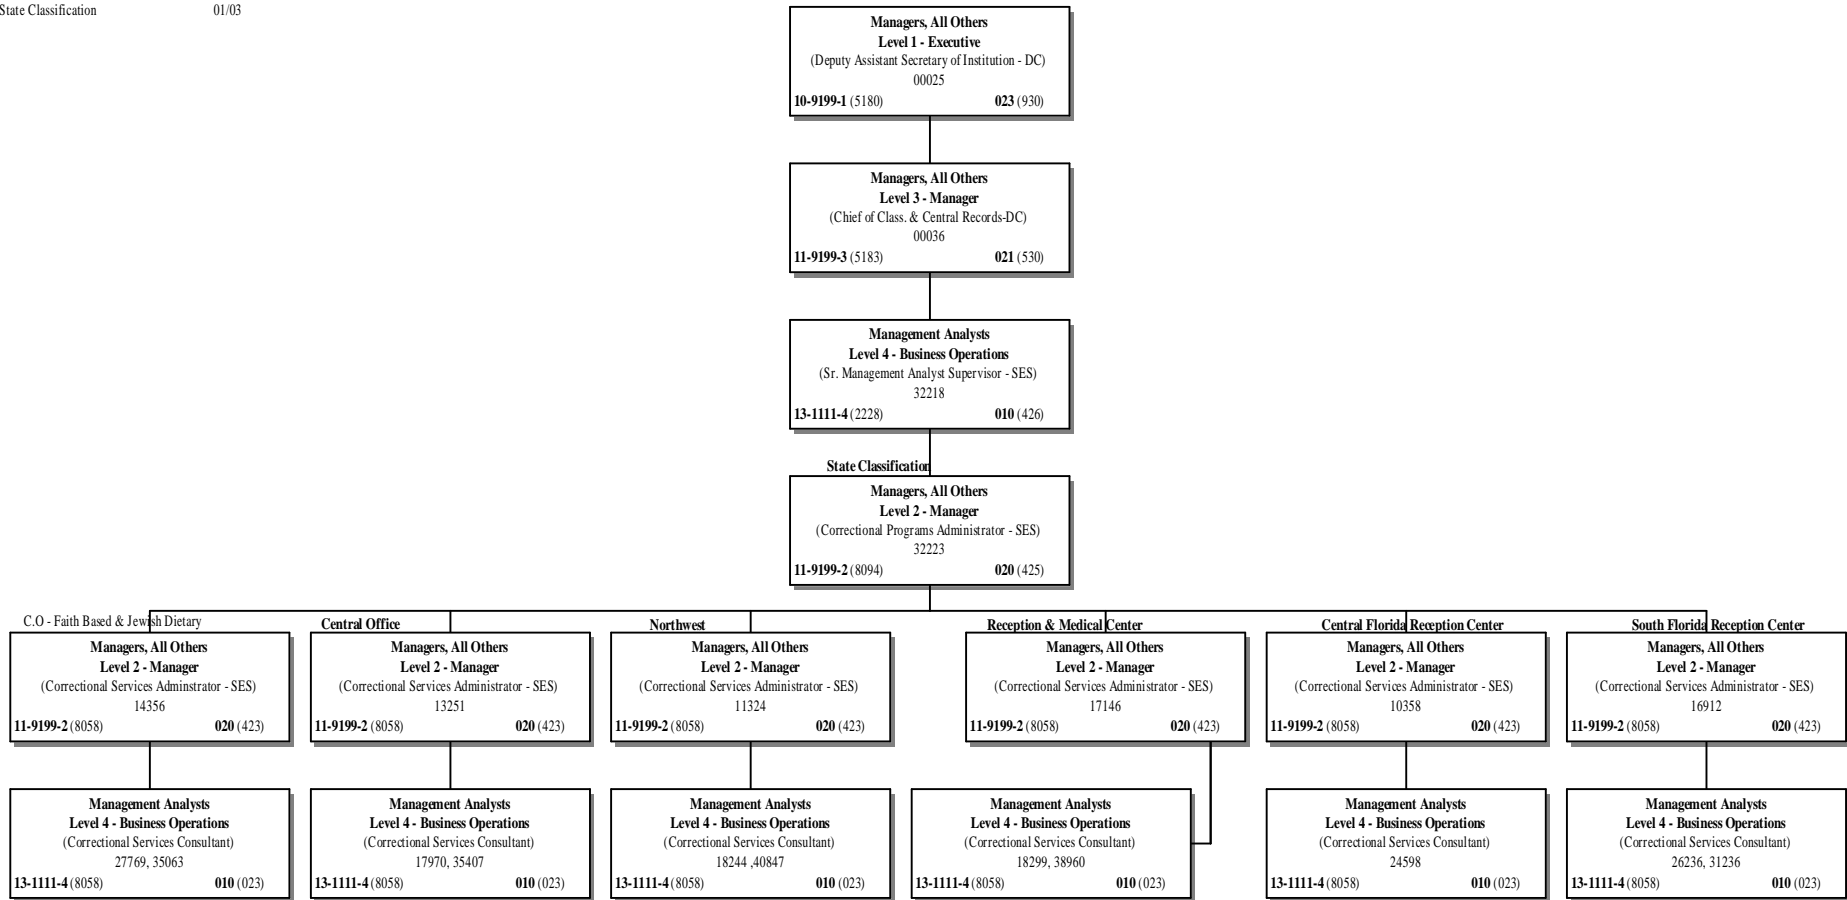 State Classification 01/03
Managers, All Others
Level 1 - Executive
(Deputy Assistant Secretary of Institution - DC)
00025
10-9199-1 (5180) 023 (930)
Managers, All Others
Level 3 - Manager
(Chief of Class. & Central Records-DC)
00036
11-9199-3 (5183) 021 (530)
Management Analysts
Level 4 - Business Operations
(Sr. Management Analyst Supervisor - SES)
32218
13-1111-4 (2228) 010 (426)
State Classification
Managers, All Others
Level 2 - Manager
(Correctional Programs Administrator - SES)
32223
11-9199-2 (8094) 020 (425)
C.O - Faith Based & Jewish Dietary
Managers, All Others
Level 2 - Manager
(Correctional Services Adminstrator - SES)
14356
11-9199-2 (8058) 020 (423)
Management Analysts
Level 4 - Business Operations
(Correctional Services Consultant)
27769, 35063
13-1111-4 (8058) 010 (023)
Central Office
Managers, All Others
Level 2 - Manager
(Correctional Services Administrator - SES)
13251
11-9199-2 (8058) 020 (423)
Management Analysts
Level 4 - Business Operations
(Correctional Services Consultant)
17970, 35407
13-1111-4 (8058) 010 (023)
Northwest
Managers, All Others
Level 2 - Manager
(Correctional Services Administrator - SES)
11324
11-9199-2 (8058) 020 (423)
Management Analysts
Level 4 - Business Operations
(Correctional Services Consultant)
18244 ,40847
13-1111-4 (8058) 010 (023)
Reception & Medical Center
Managers, All Others
Level 2 - Manager
(Correctional Services Administrator - SES)
17146
11-9199-2 (8058) 020 (423)
Management Analysts
Level 4 - Business Operations
(Correctional Services Consultant)
18299, 38960
13-1111-4 (8058) 010 (023)
Central Florida Reception Center
Managers, All Others
Level 2 - Manager
(Correctional Services Administrator - SES)
10358
11-9199-2 (8058) 020 (423)
Management Analysts
Level 4 - Business Operations
(Correctional Services Consultant)
24598
13-1111-4 (8058) 010 (023)
South Florida Reception Center
Managers, All Others
Level 2 - Manager
(Correctional Services Administrator - SES)
16912
11-9199-2 (8058) 020 (423)
Management Analysts
Level 4 - Business Operations
(Correctional Services Consultant)
26236, 31236
13-1111-4 (8058) 010 (023)